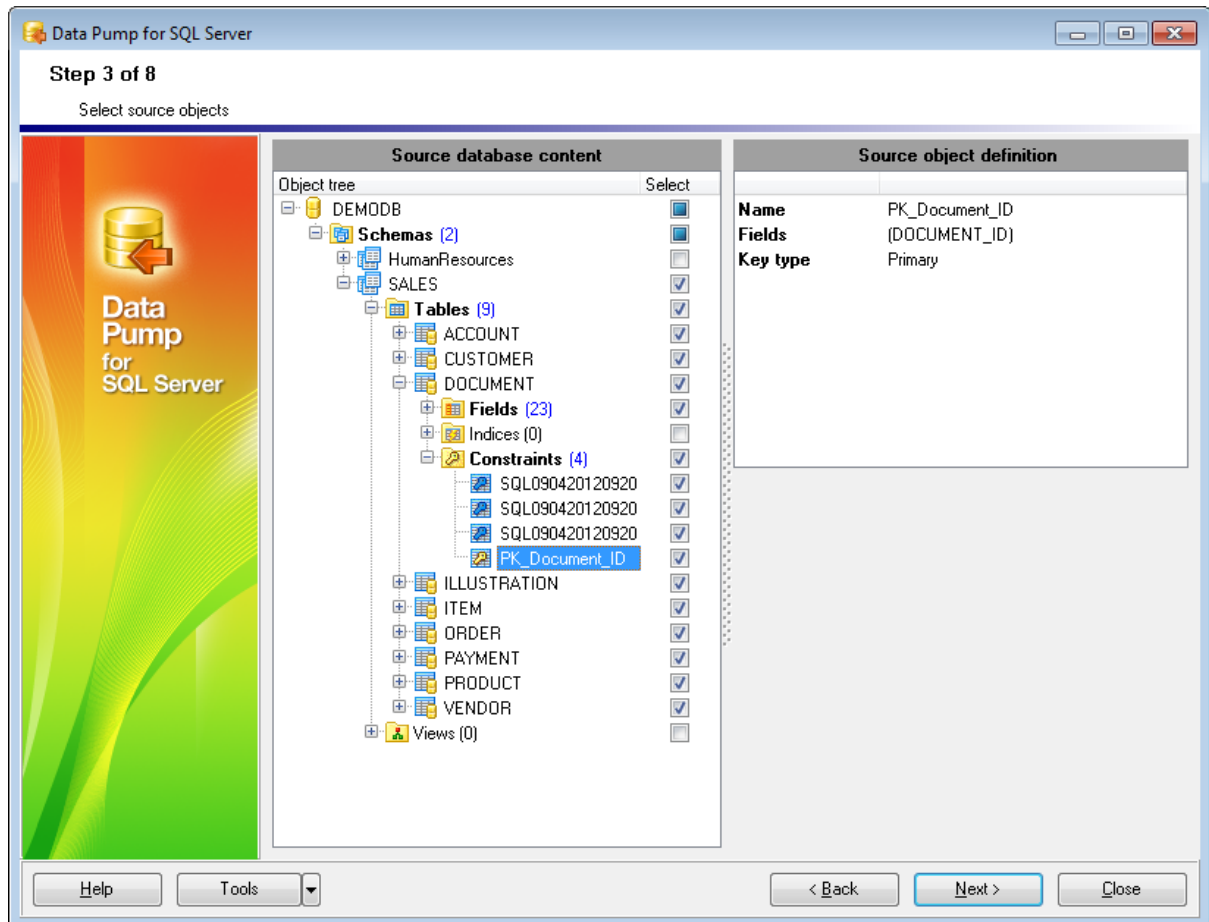 Data Pump for SQL Server
Step 3 of 8
Select source objects
Data
Pump
for
SQL Server
Source database content
Object tree Select
DEMODB
Schemas (2)
HumanResources
SALES
Tables (9)
ACCOUNT
CUSTOMER
DOCUMENT
Fields (23)
Indices (0)
Constraints (4)
SQL090420120920
SQL090420120920
SQL090420120920
PK_Document_ID
ILLUSTRATION
ITEM
ORDER
PAYMENT
PRODUCT
VENDOR
Views (0)
Source object definition
Name PK_Document_ID
Fields (DOCUMENT_ID)
Key type Primary
Help Tools < Back Next > Close